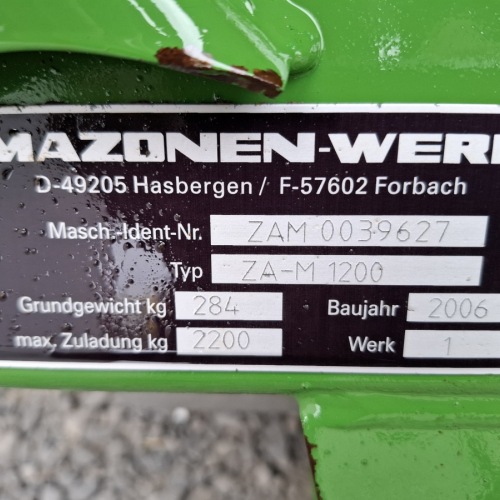 MAZONEN-WER
D-49205 Hasbergen / F-57602 Forbach
Masch.-Ident-Nr. ZAM 0039627
Typ ZA-M 1200
Grundgewicht kg 284 Baujahr 2006
max. Zuladung kg 2200 Werk 1